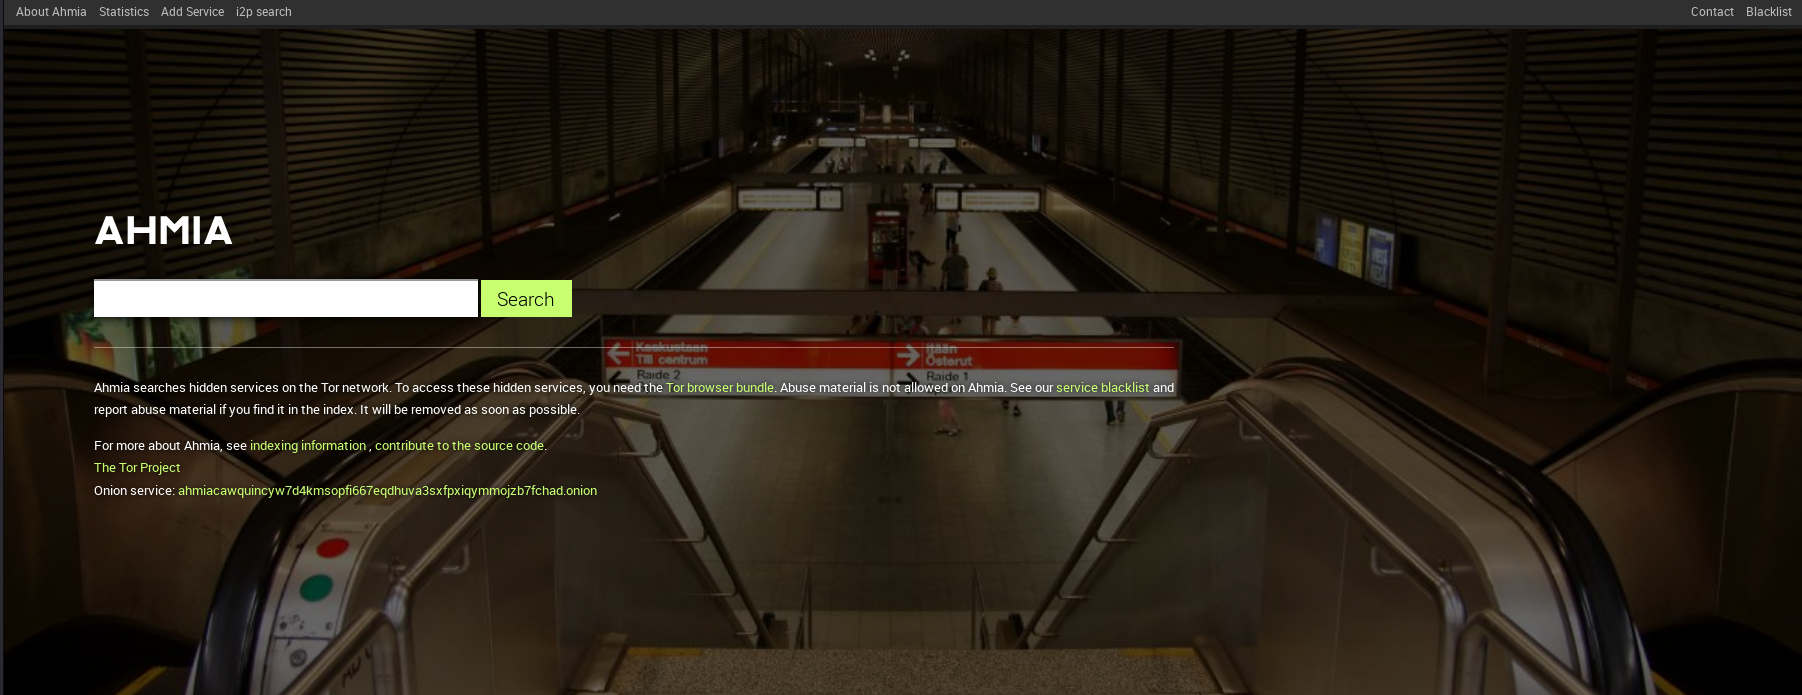 About Ahmia Statistics Add Service i2p search Contact Blacklist
AHMIA
Search
Keskustaan Itään
Till centrum Österut
Raide 2 Raide 1
Ahmia searches hidden services on the Tor network. To access these hidden services, you need the Tor browser bundle. Abuse material is not allowed on Ahmia. See our service blacklist and
report abuse material if you find it in the index. It will be removed as soon as possible.
For more about Ahmia, see indexing information , contribute to the source code.
The Tor Project
Onion service: ahmiacawquincyw7d4kmsopfi667eqdhuva3sxfpxiqymmojzb7fchad.onion